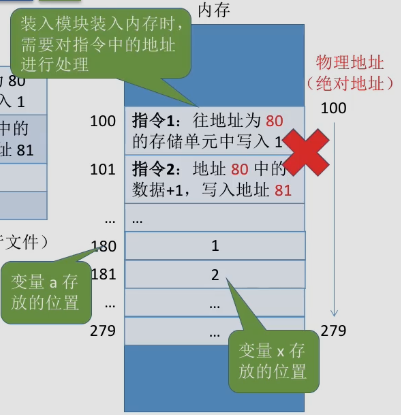 内存
装入模块装入内存时，
需要对指令中的地址
进行处理
物理地址
（绝对地址）
为 80
入 1
中的
址 81
行文件）
100
指令1：往地址为 80
的存储单元中写入 1
101
指令2：地址 80 中的
数据+1，写入地址 81
...
...
180
1
181
2
...
...
279
...
100
279
变量 a 存
放的位置
变量 x 存
放的位置